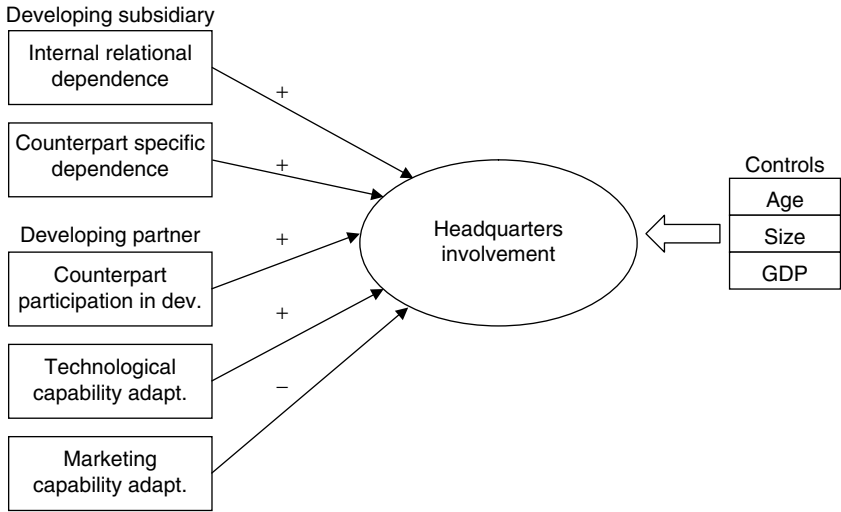 Developing subsidiary
Internal relational
dependence
+
Counterpart specific
dependence
+
Developing partner
Counterpart
participation in dev.
+
Technological
capability adapt.
+
Marketing
capability adapt.
−
Headquarters
involvement
Controls
Age
Size
GDP